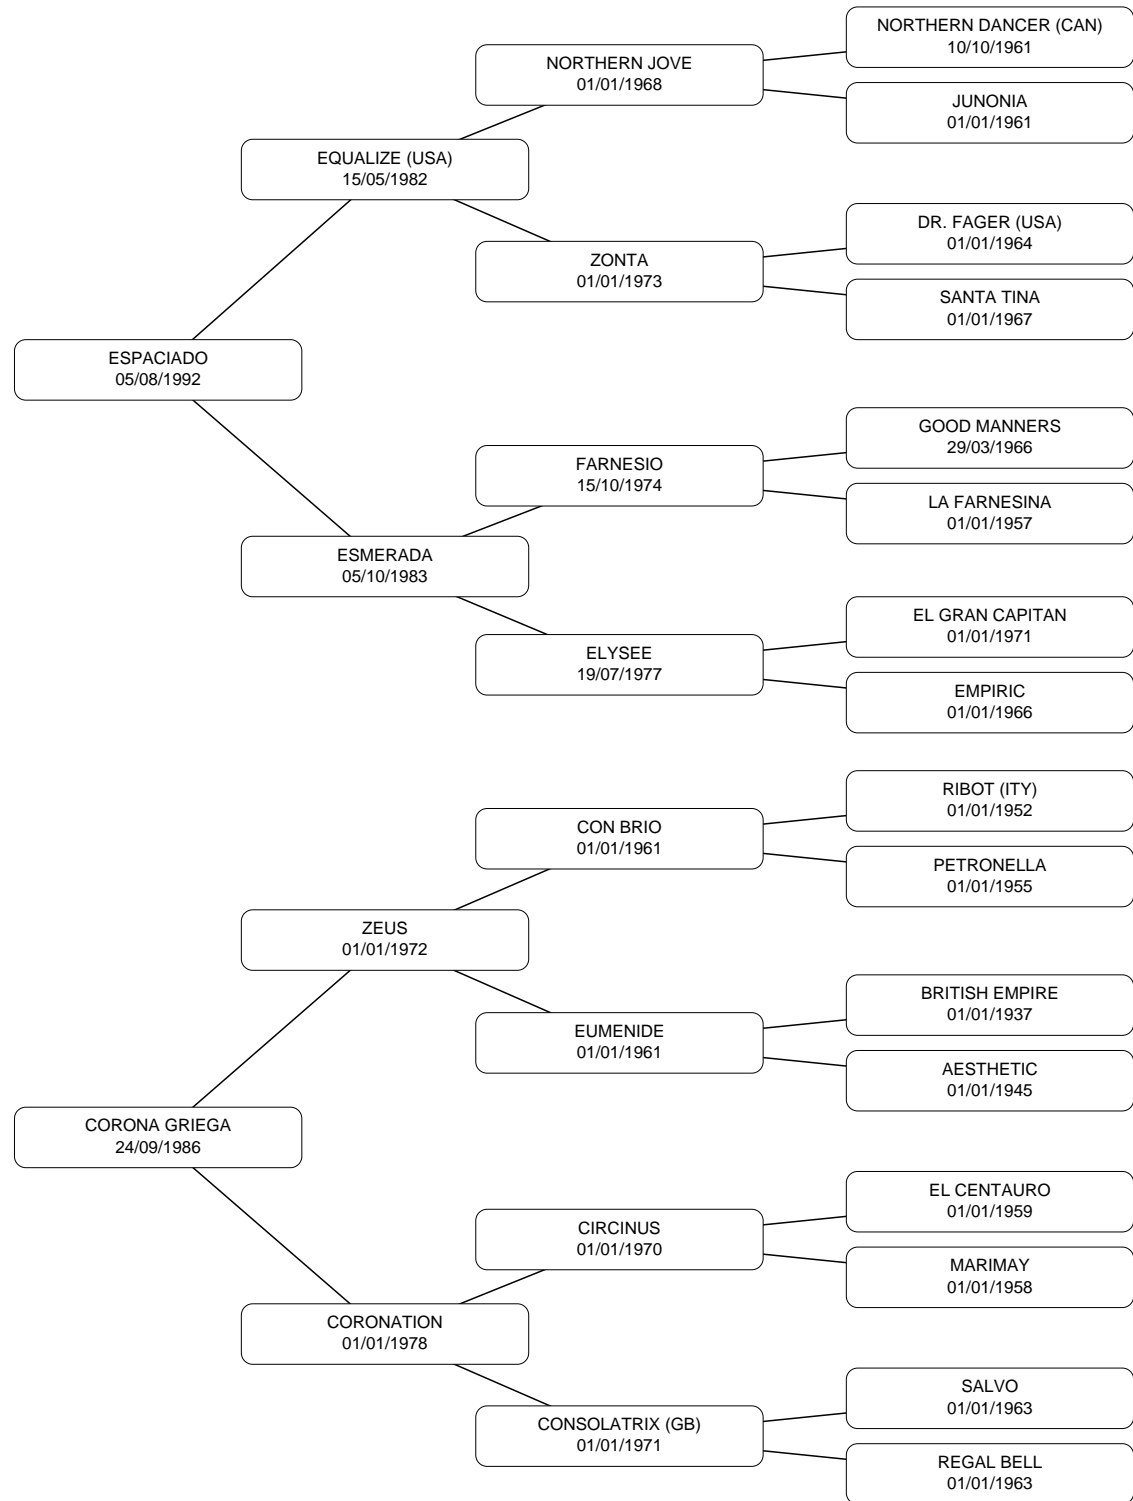 NORTHERN DANCER (CAN)
10/10/1961
NORTHERN JOVE
01/01/1968
JUNONIA
01/01/1961
EQUALIZE (USA)
15/05/1982
DR. FAGER (USA)
01/01/1964
ZONTA
01/01/1973
SANTA TINA
01/01/1967
ESPACIADO
05/08/1992
GOOD MANNERS
29/03/1966
FARNESIO
15/10/1974
LA FARNESINA
01/01/1957
ESMERADA
05/10/1983
EL GRAN CAPITAN
01/01/1971
ELYSEE
19/07/1977
EMPIRIC
01/01/1966
RIBOT (ITY)
01/01/1952
CON BRIO
01/01/1961
PETRONELLA
01/01/1955
ZEUS
01/01/1972
BRITISH EMPIRE
01/01/1937
EUMENIDE
01/01/1961
AESTHETIC
01/01/1945
CORONA GRIEGA
24/09/1986
EL CENTAURO
01/01/1959
CIRCINUS
01/01/1970
MARIMAY
01/01/1958
CORONATION
01/01/1978
SALVO
01/01/1963
CONSOLATRIX (GB)
01/01/1971
REGAL BELL
01/01/1963